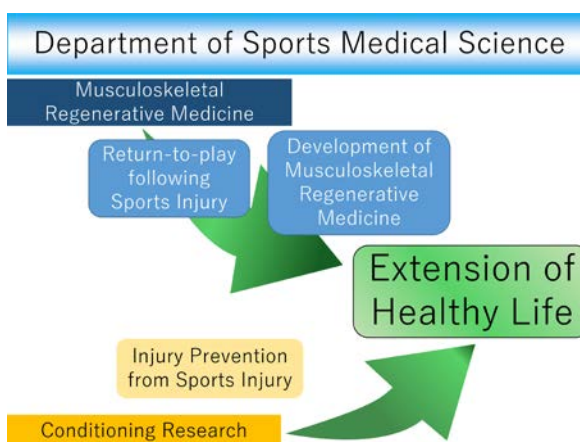 Department of Sports Medical Science
Musculoskeletal
Regenerative Medicine
Return-to-play
following
Sports Injury
Development of
Musculoskeletal
Regenerative
Medicine
Extension of
Healthy Life
Injury Prevention
from Sports Injury
Conditioning Research